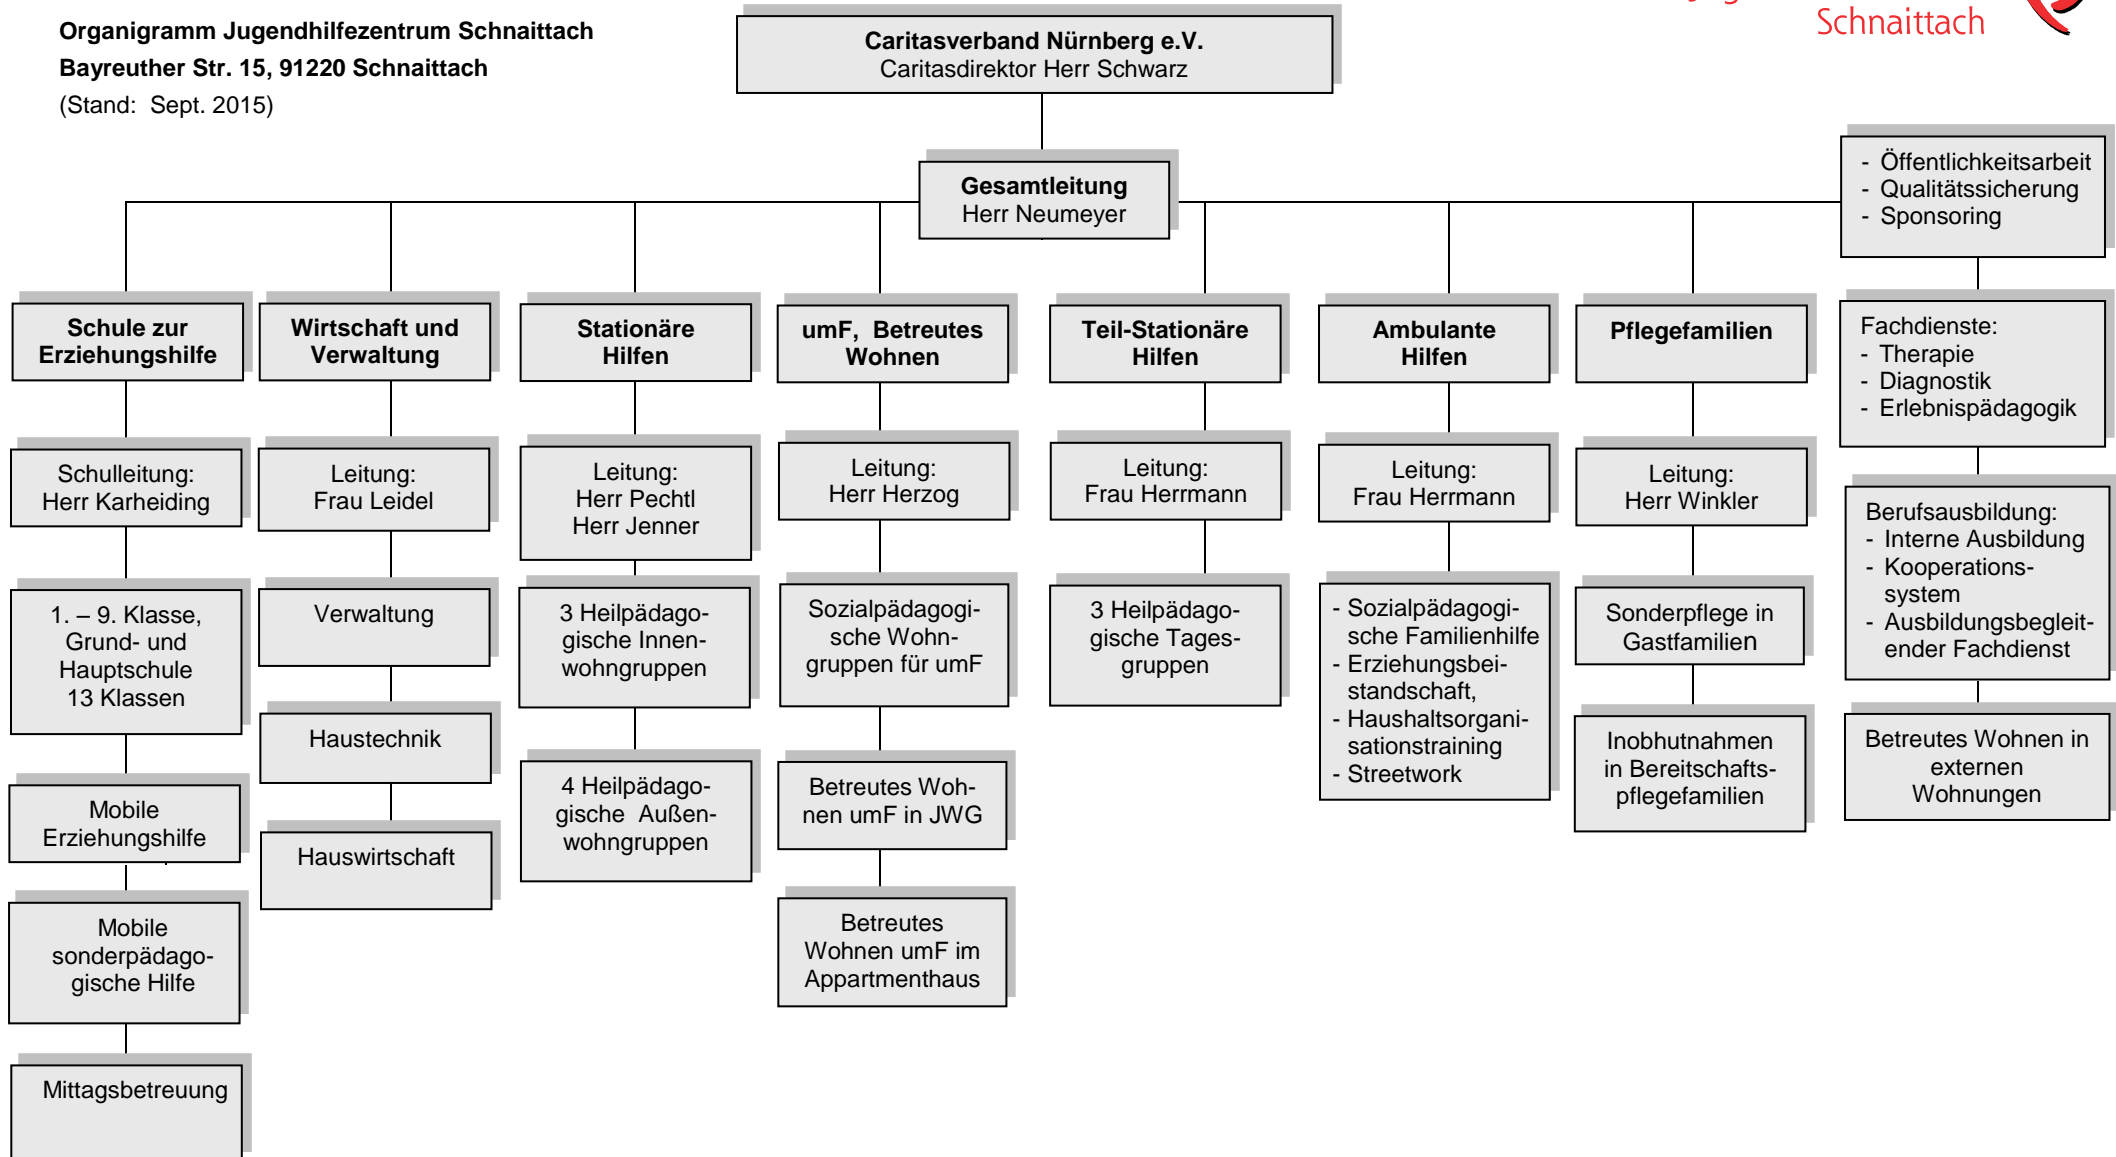 Organigramm Jugendhilfezentrum Schnaittach
Bayreuther Str. 15, 91220 Schnaittach
(Stand: Sept. 2015)
Schnaittach
Caritasverband Nürnberg e.V.
Caritasdirektor Herr Schwarz
Gesamtleitung
Herr Neumeyer
- Öffentlichkeitsarbeit
- Qualitätssicherung
- Sponsoring
Schule zur
Erziehungshilfe
Schulleitung:
Herr Karheiding
1. – 9. Klasse,
Grund- und
Hauptschule
13 Klassen
Mobile
Erziehungshilfe
Mobile
sonderpädago-
gische Hilfe
Mittagsbetreuung
Wirtschaft und
Verwaltung
Leitung:
Frau Leidel
Verwaltung
Haustechnik
Hauswirtschaft
Stationäre
Hilfen
Leitung:
Herr Pechtl
Herr Jenner
3 Heilpädago-
gische Innen-
wohngruppen
4 Heilpädago-
gische Außen-
wohngruppen
umF, Betreutes
Wohnen
Leitung:
Herr Herzog
Sozialpädagogi-
sche Wohn-
gruppen für umF
Betreutes Woh-
nen umF in JWG
Betreutes
Wohnen umF im
Appartmenthaus
Teil-Stationäre
Hilfen
Leitung:
Frau Herrmann
3 Heilpädago-
gische Tages-
gruppen
Ambulante
Hilfen
Leitung:
Frau Herrmann
- Sozialpädagogi-
sche Familienhilfe
- Erziehungsbei-
standschaft,
- Haushaltsorgani-
sationstraining
- Streetwork
Pflegefamilien
Leitung:
Herr Winkler
Sonderpflege in
Gastfamilien
Inobhutnahmen
in Bereitschafts-
pflegefamilien
Fachdienste:
- Therapie
- Diagnostik
- Erlebnispädagogik
Berufsausbildung:
- Interne Ausbildung
- Kooperations-
system
- Ausbildungsbegleit-
ender Fachdienst
Betreutes Wohnen in
externen
Wohnungen